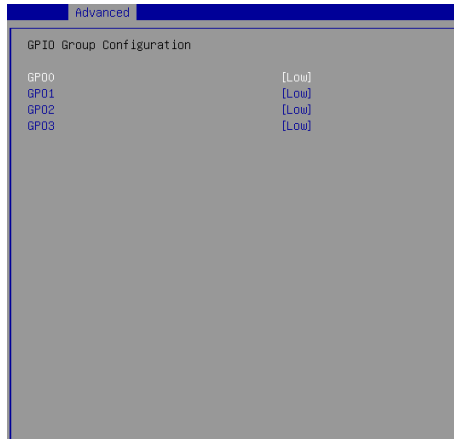 Advanced
GPIO Group Configuration
GPO0 [Low]
GPO1 [Low]
GPO2 [Low]
GPO3 [Low]